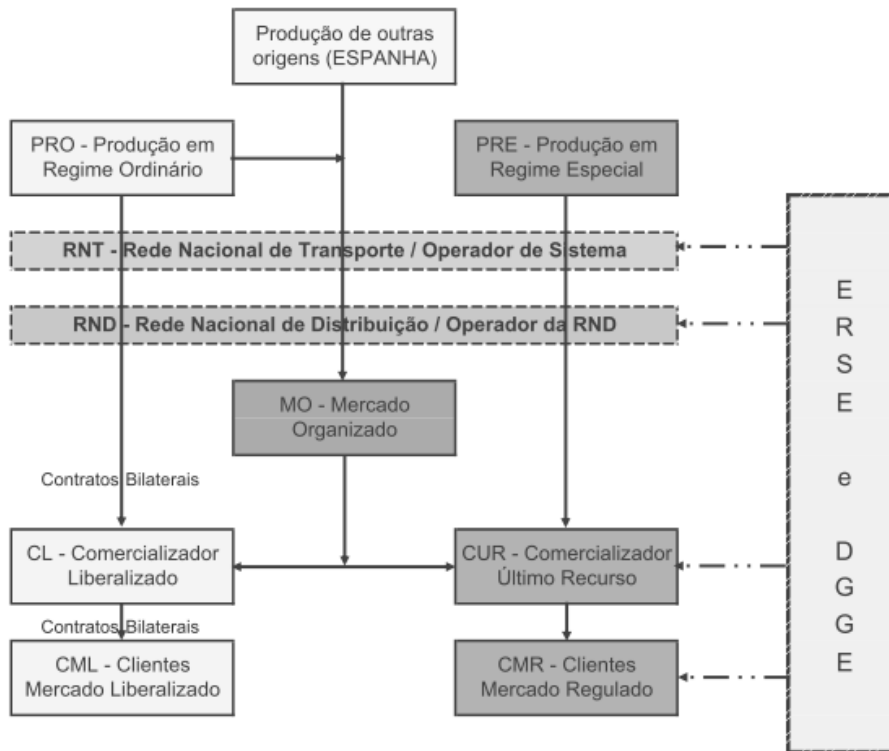 Produção de outras
origens (ESPANHA)
PRO - Produção em
Regime Ordinário
PRE - Produção em
Regime Especial
RNT - Rede Nacional de Transporte / Operador de Sistema
RND - Rede Nacional de Distribuição / Operador da RND
MO - Mercado
Organizado
Contratos Bilaterais
CL - Comercializador
Liberalizado
CUR - Comercializador
Último Recurso
Contratos Bilaterais
CML - Clientes
Mercado Liberalizado
CMR - Clientes
Mercado Regulado
E
R
S
E
e
D
G
G
E